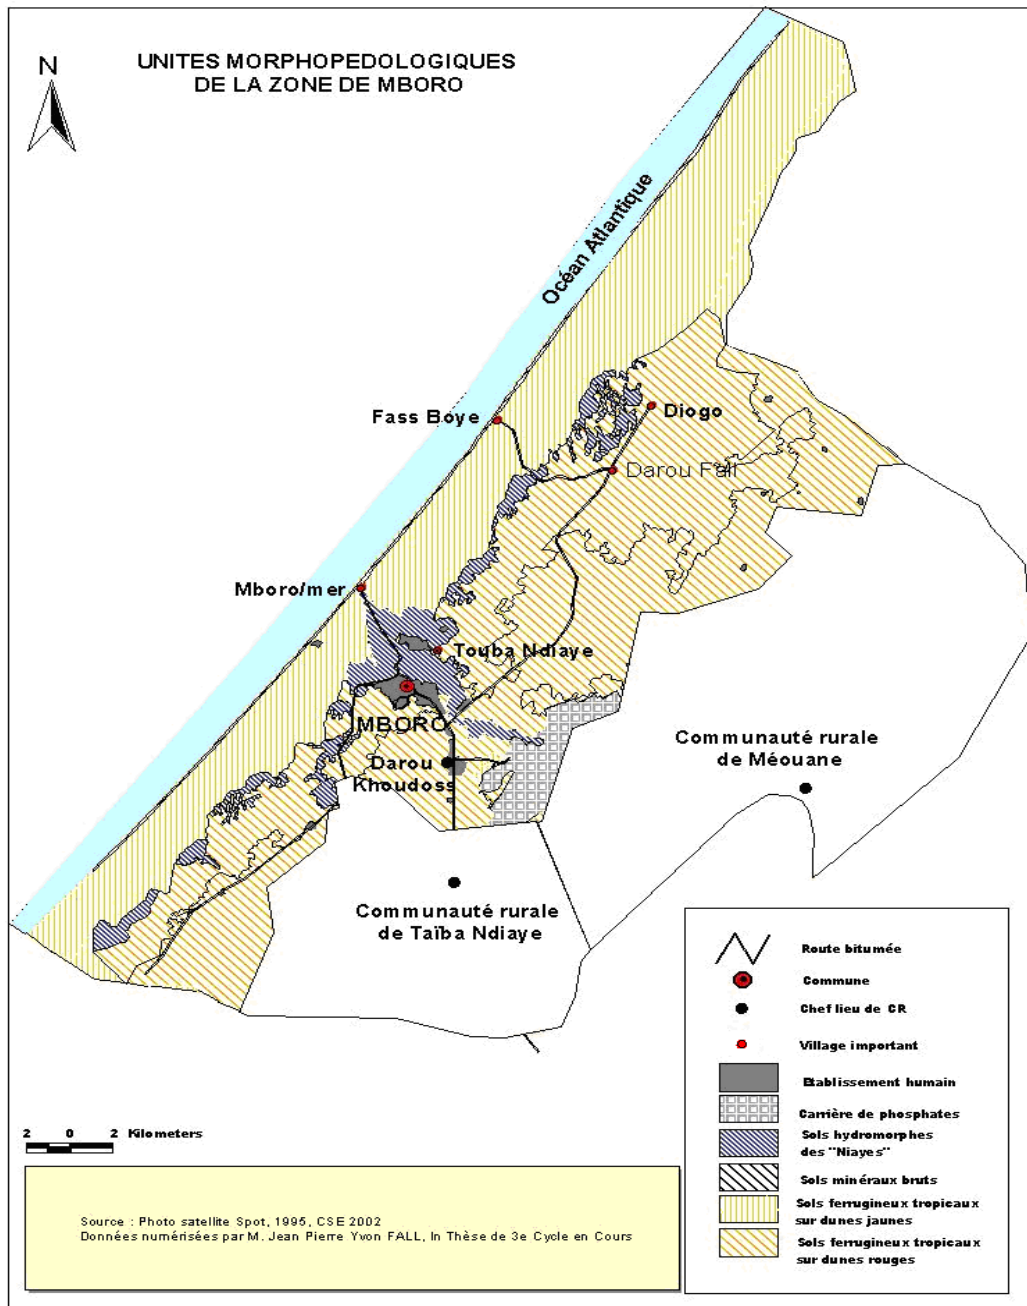 UNITES MORPHOPEDOLOGIQUES
DE LA ZONE DE MBORO
N
Océan Atlantique
Fass Boye
Diogo
Darou Fall
Mboro/mer
Touba Ndiaye
MBORO
Darou
Khoudoss
Communauté rurale
de Méouane
Communauté rurale
de Taïba Ndiaye
Route bitumée
Commune
Chef lieu de CR
Village important
Etablissement humain
Carrière de phosphates
Sols hydromorphes
des "Niayes"
Sols minéraux bruts
Sols ferrugineux tropicaux
sur dunes jaunes
Sols ferrugineux tropicaux
sur dunes rouges
2 0 2 Kilometers
Source : Photo satellite Spot, 1995, CSE 2002
Données numérisées par M. Jean Pierre Yvon FALL, In Thèse de 3e Cycle en Cours